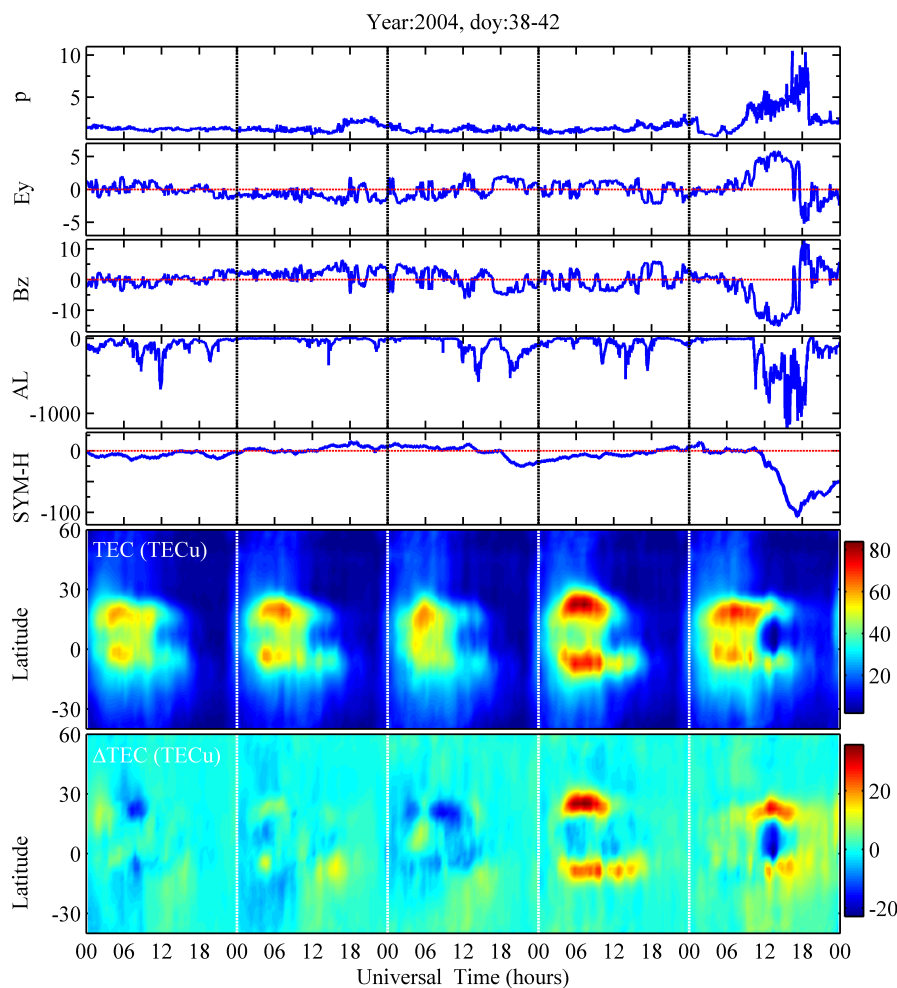 Year:2004, doy:38-42
p
10
5
Ey
5
0
-5
Bz
10
0
-10
AL
0
-1000
SYM-H
0
-100
TEC (TECu)
Latitude
60
30
0
-30
80
60
40
20
ΔTEC (TECu)
Latitude
60
30
0
-30
20
0
-20
00 06 12 18 00 06 12 18 00 06 12 18 00 06 12 18 00 06 12 18 00
Universal Time (hours)